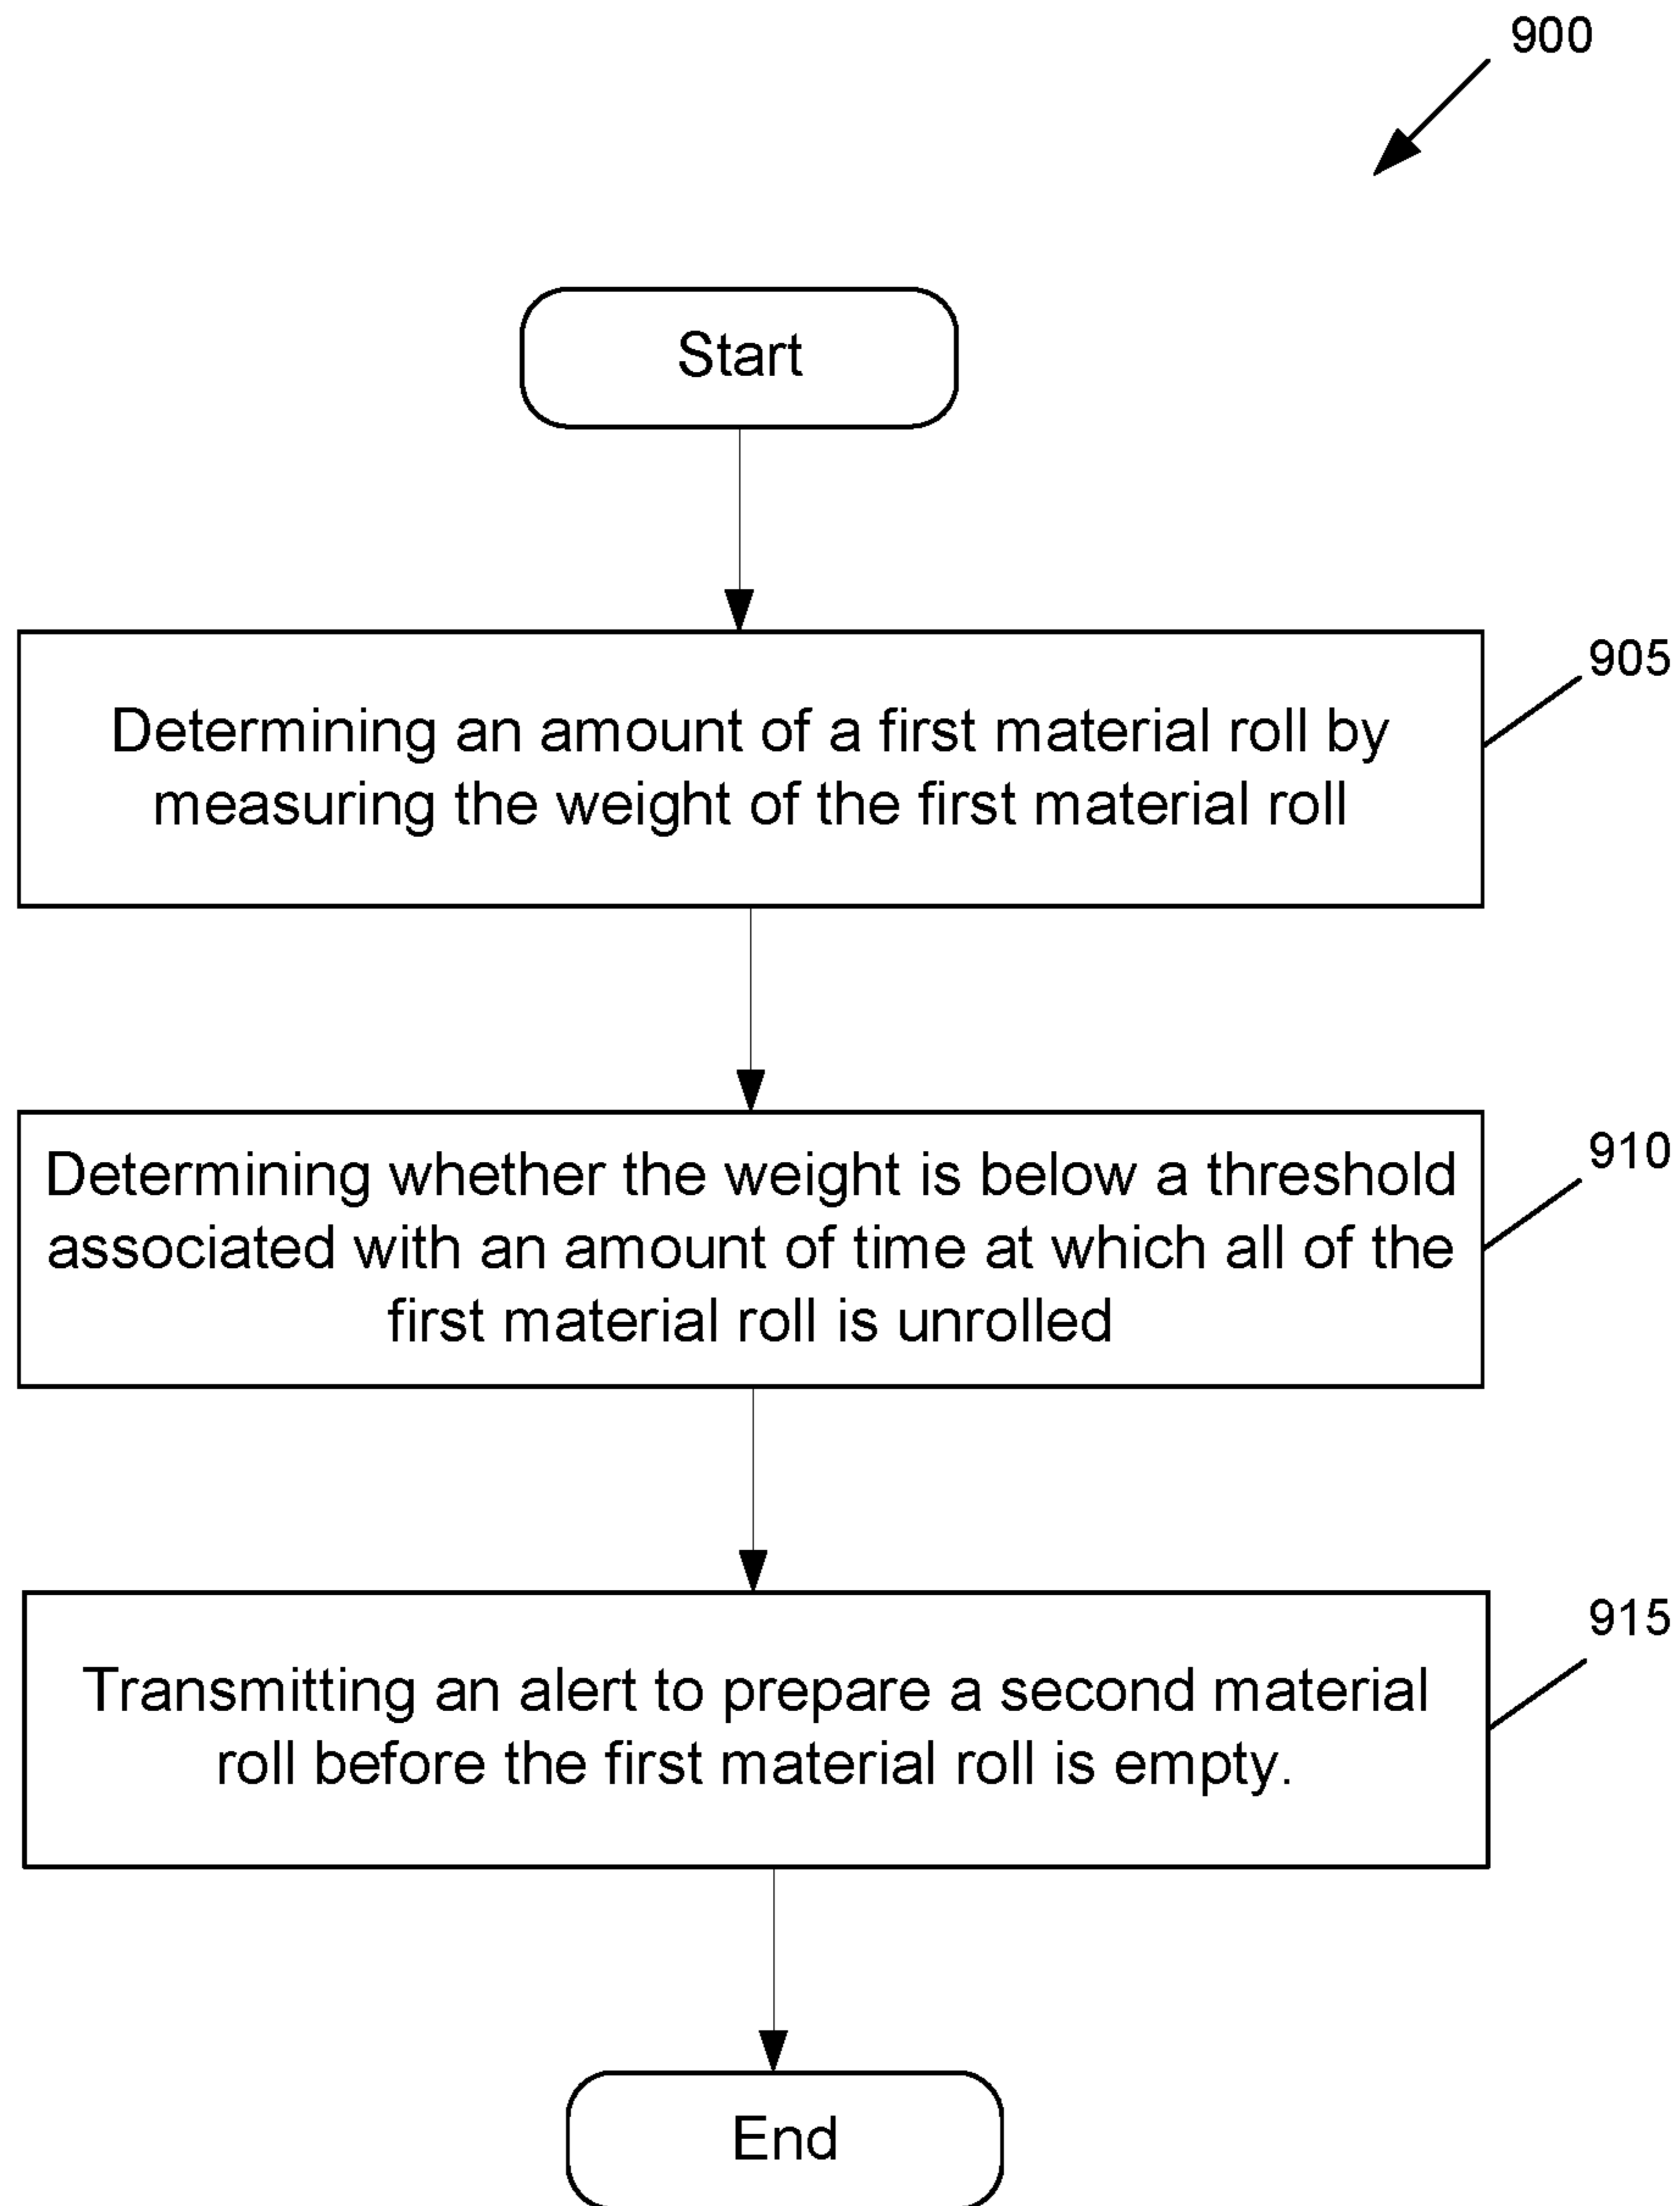 900
Start
905
Determining an amount of a first material roll by
measuring the weight of the first material roll
910
Determining whether the weight is below a threshold
associated with an amount of time at which all of the
first material roll is unrolled
915
Transmitting an alert to prepare a second material
roll before the first material roll is empty.
End